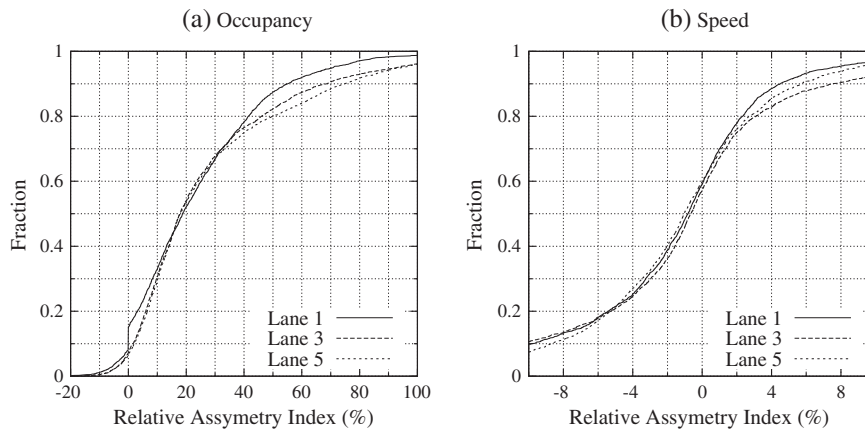 (a) Occupancy
1
0.8
0.6
0.4
0.2
0
Fraction
-20 0 20 40 60 80 100
Relative Assymetry Index (%)
Lane 1
Lane 3
Lane 5
(b) Speed
1
0.8
0.6
0.4
0.2
0
Fraction
-8 -4 0 4 8
Relative Assymetry Index (%)
Lane 1
Lane 3
Lane 5